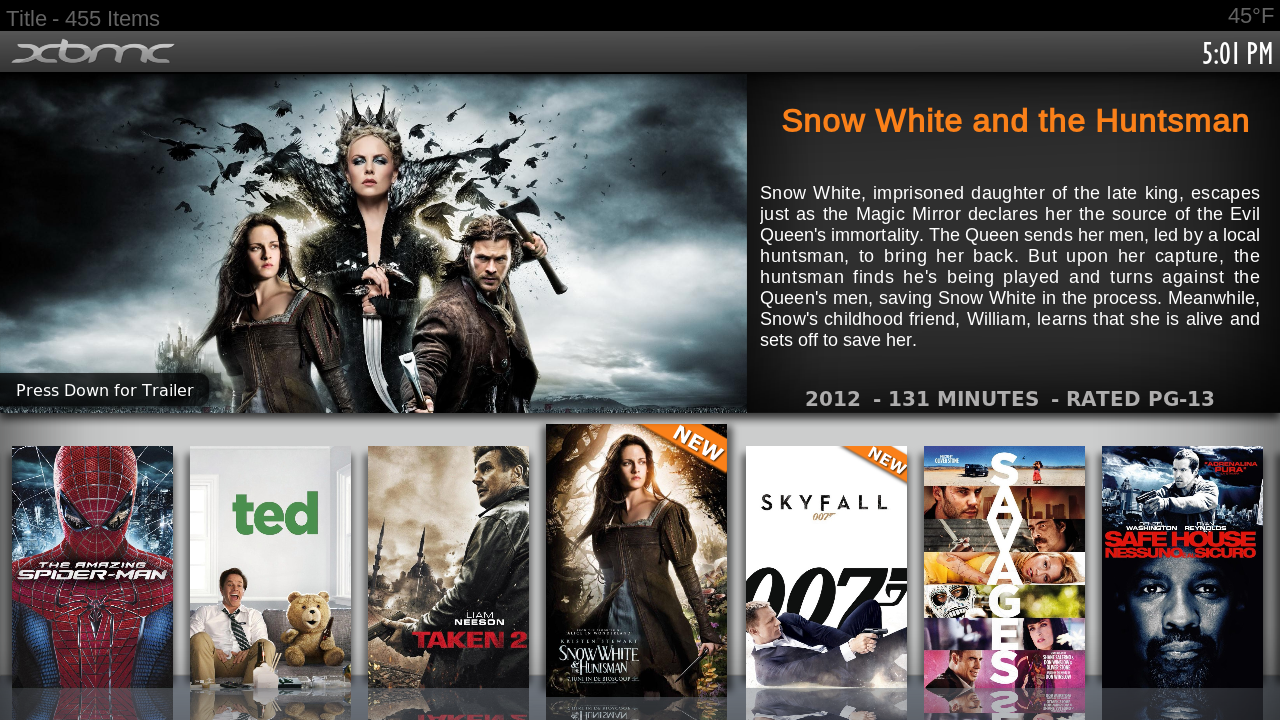 Title - 455 Items
45°F
xbmc
5:01 PM
Snow White and the Huntsman
Snow White, imprisoned daughter of the late king, escapes
just as the Magic Mirror declares her the source of the Evil
Queen's immortality. The Queen sends her men, led by a local
huntsman, to bring her back. But upon her capture, the
huntsman finds he's being played and turns against the
Queen's men, saving Snow White in the process. Meanwhile,
Snow's childhood friend, William, learns that she is alive and
sets off to save her.
2012 - 131 MINUTES - RATED PG-13
Press Down for Trailer
THE AMAZING
SPIDER-MAN
ted
LIAM
NEESON
TAKEN 2
NEW
KRISTEN STEWART
SNOW WHITE
& THE
HUNTSMAN
NEW
SKYFALL
007
007
SAVAGES
"ADRENALINA
PURA"
WASHINGTON REYNOLDS
SAFE HOUSE
NESSUNO È AL SICURO